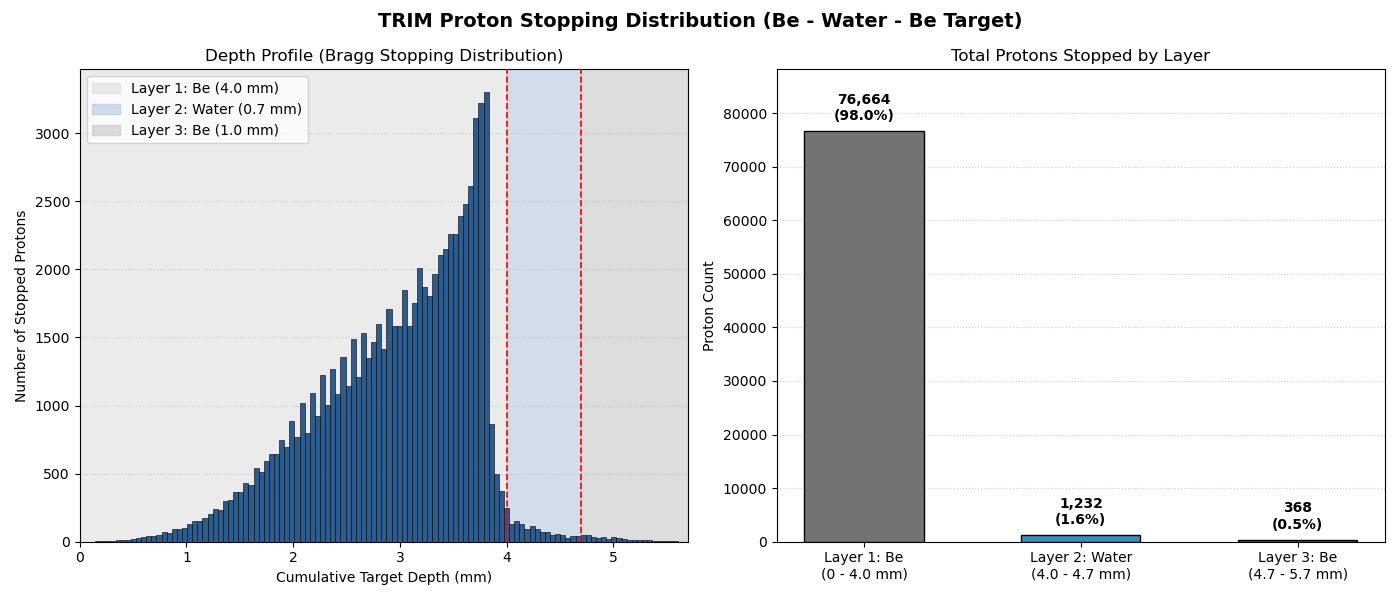 TRIM Proton Stopping Distribution (Be - Water - Be Target)
Depth Profile (Bragg Stopping Distribution)
Layer 1: Be (4.0 mm)
Layer 2: Water (0.7 mm)
Layer 3: Be (1.0 mm)
Number of Stopped Protons
3000
2500
2000
1500
1000
500
0
0 1 2 3 4 5
Cumulative Target Depth (mm)
Total Protons Stopped by Layer
Proton Count
80000
70000
60000
50000
40000
30000
20000
10000
0
76,664
(98.0%)
1,232
(1.6%)
368
(0.5%)
Layer 1: Be
(0 - 4.0 mm)
Layer 2: Water
(4.0 - 4.7 mm)
Layer 3: Be
(4.7 - 5.7 mm)